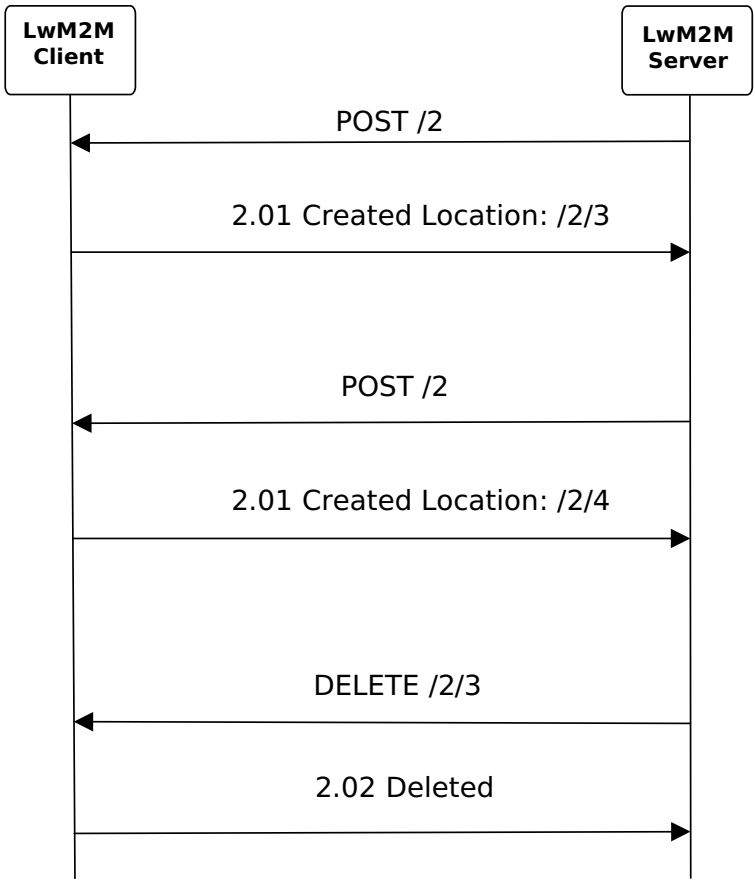 LwM2M
Client
LwM2M
Server
POST /2
2.01 Created Location: /2/3
POST /2
2.01 Created Location: /2/4
DELETE /2/3
2.02 Deleted